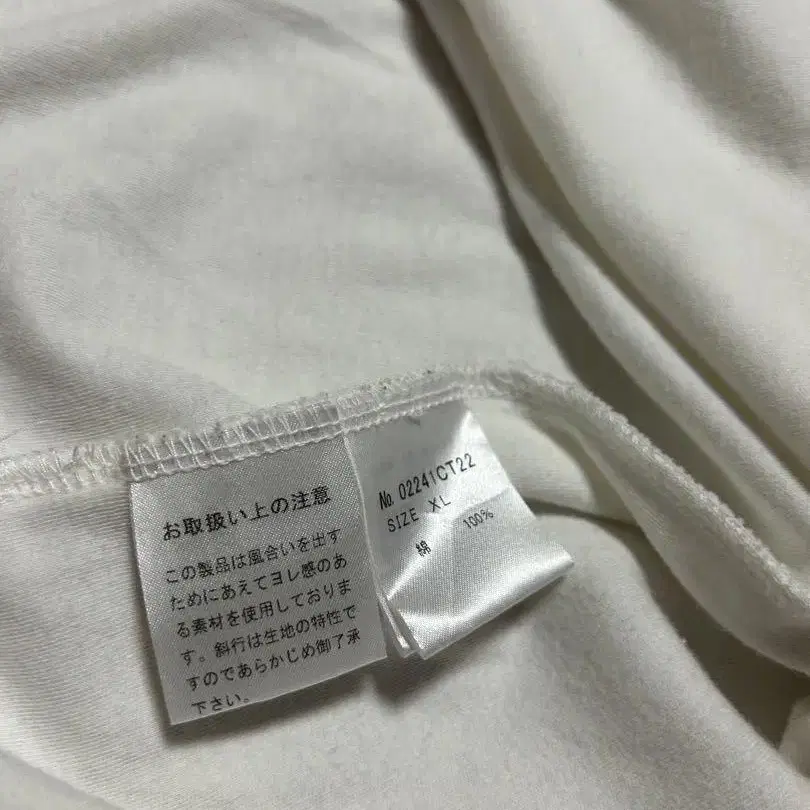 お取扱い上の注意
この製品は風合いを出す
ためにあえてヨレ感のあ
る素材を使用しておりま
す。斜行は生地の特性で
すのであらかじめ御了承
下さい。
No. 02241CT22
SIZE XL
綿 100%